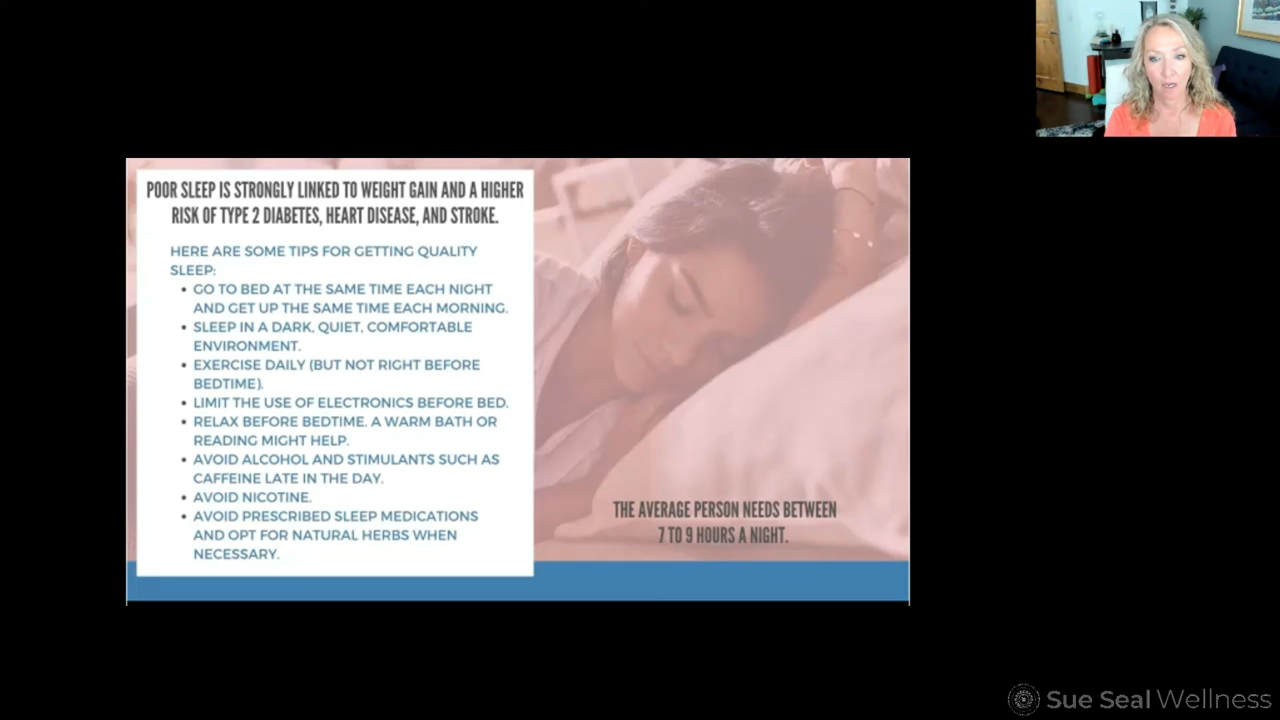 POOR SLEEP IS STRONGLY LINKED TO WEIGHT GAIN AND A HIGHER
RISK OF TYPE 2 DIABETES, HEART DISEASE, AND STROKE.
HERE ARE SOME TIPS FOR GETTING QUALITY
SLEEP:
• GO TO BED AT THE SAME TIME EACH NIGHT
AND GET UP THE SAME TIME EACH MORNING.
• SLEEP IN A DARK, QUIET, COMFORTABLE
ENVIRONMENT.
• EXERCISE DAILY (BUT NOT RIGHT BEFORE
BEDTIME).
• LIMIT THE USE OF ELECTRONICS BEFORE BED.
• RELAX BEFORE BEDTIME. A WARM BATH OR
READING MIGHT HELP.
• AVOID ALCOHOL AND STIMULANTS SUCH AS
CAFFEINE LATE IN THE DAY.
• AVOID NICOTINE.
• AVOID PRESCRIBED SLEEP MEDICATIONS
AND OPT FOR NATURAL HERBS WHEN
NECESSARY.
THE AVERAGE PERSON NEEDS BETWEEN
7 TO 9 HOURS A NIGHT.
Sue Seal Wellness